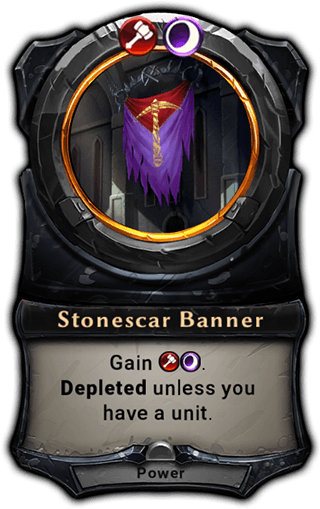 Stonescar Banner
Gain .
Depleted unless you
have a unit.
Power